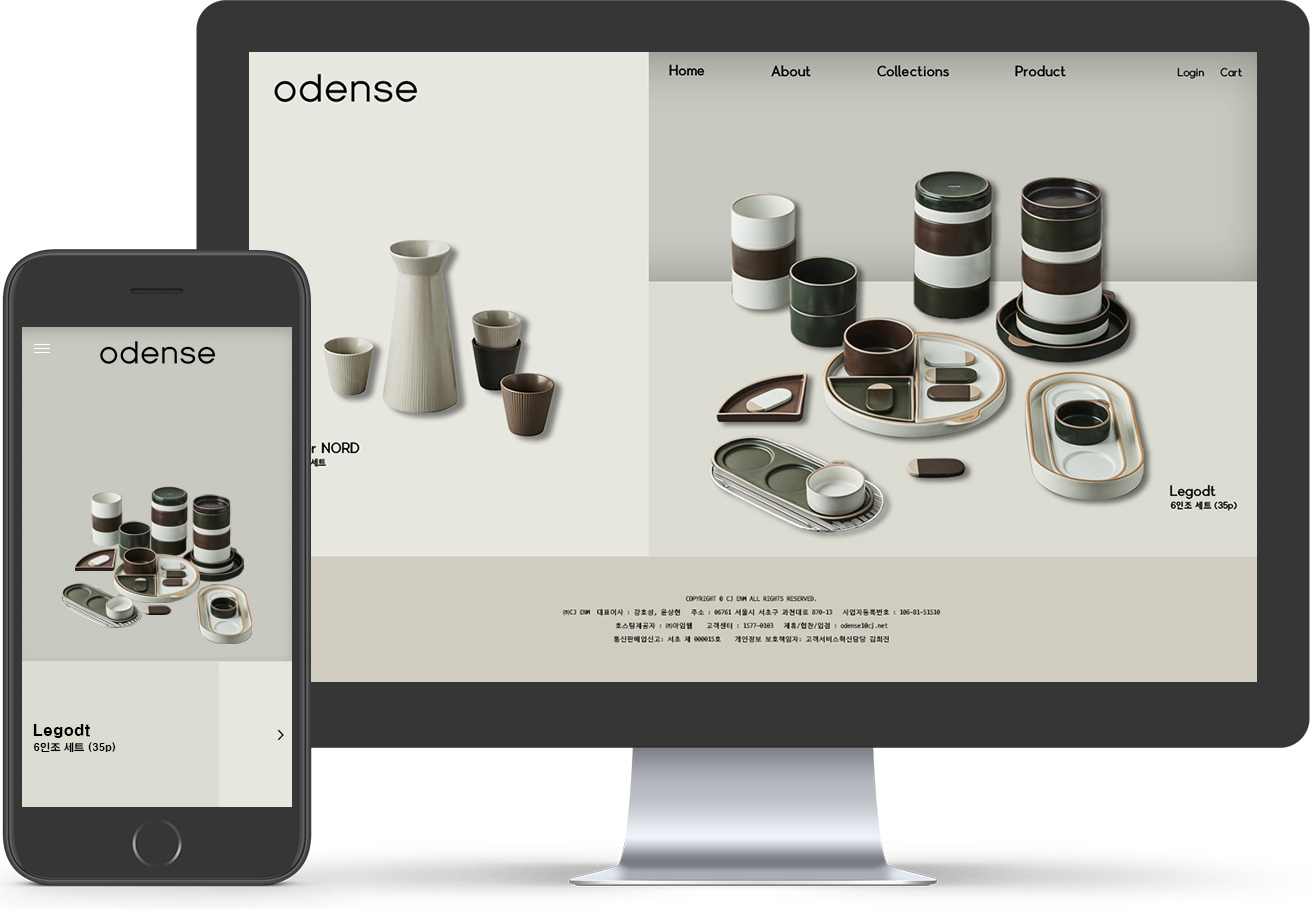 odense
Home About Collections Product Login Cart
r NORD
세트
Legodt
6인조 세트 (35p)
COPYRIGHT © CJ ENM ALL RIGHTS RESERVED.
㈜CJ ENM 대표이사 : 강호성, 윤상현 주소 : 06761 서울시 서초구 과천대로 870-13 사업자등록번호 : 106-81-51510
호스팅제공자 : ㈜아임웹 고객센터 : 1577-0103 제휴/협찬/입점 : odense1@cj.net
통신판매업신고: 서초 제 000015호 개인정보 보호책임자: 고객서비스혁신담당 김희진
odense
Legodt
6인조 세트 (35p)